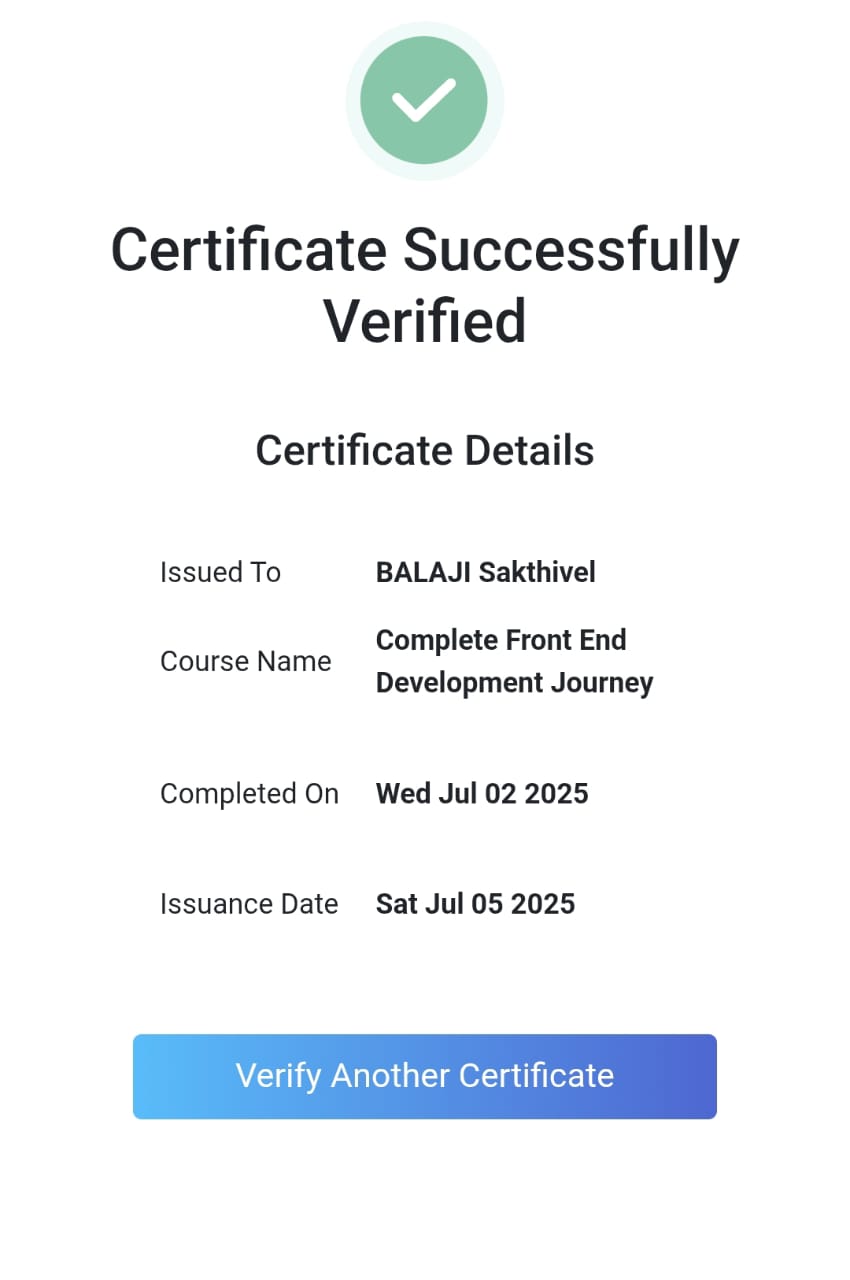 Certificate Successfully
Verified
Certificate Details
Issued To BALAJI Sakthivel
Course Name Complete Front End
Development Journey
Completed On Wed Jul 02 2025
Issuance Date Sat Jul 05 2025
Verify Another Certificate